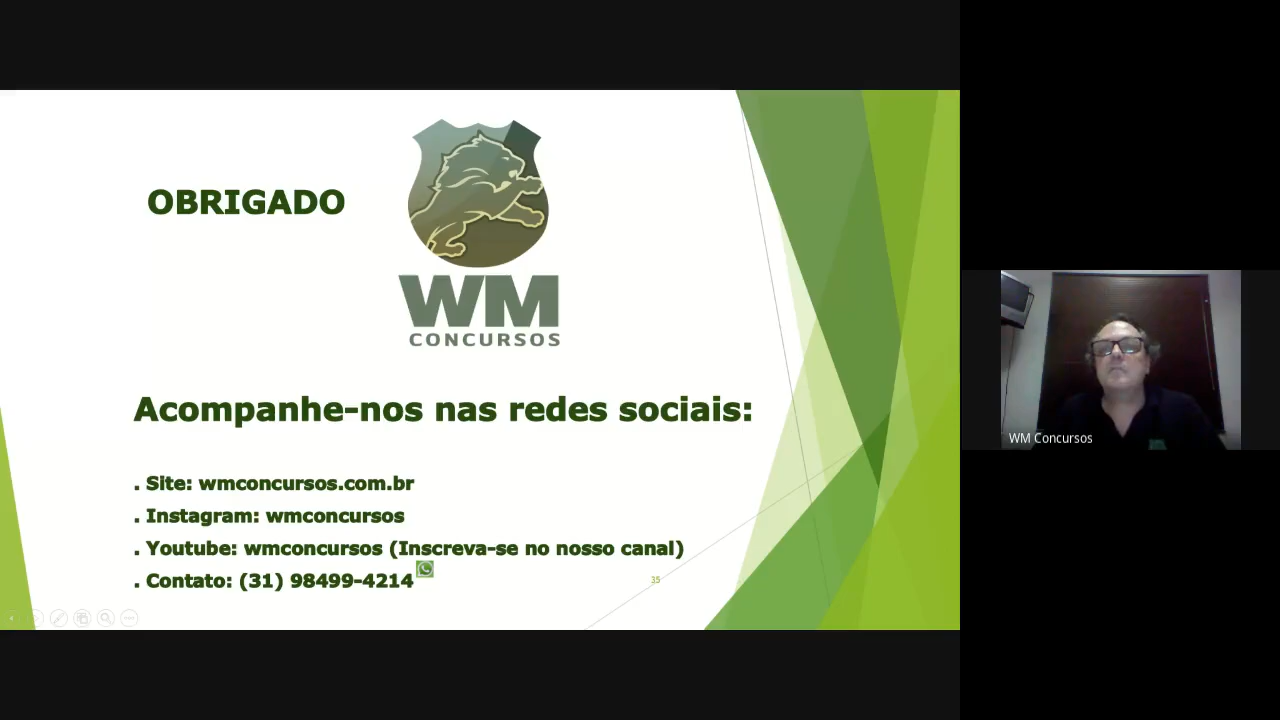 OBRIGADO
WM
CONCURSOS
Acompanhe-nos nas redes sociais:
. Site: wmconcursos.com.br
. Instagram: wmconcursos
. Youtube: wmconcursos (Inscreva-se no nosso canal)
. Contato: (31) 98499-4214
35
WM Concursos